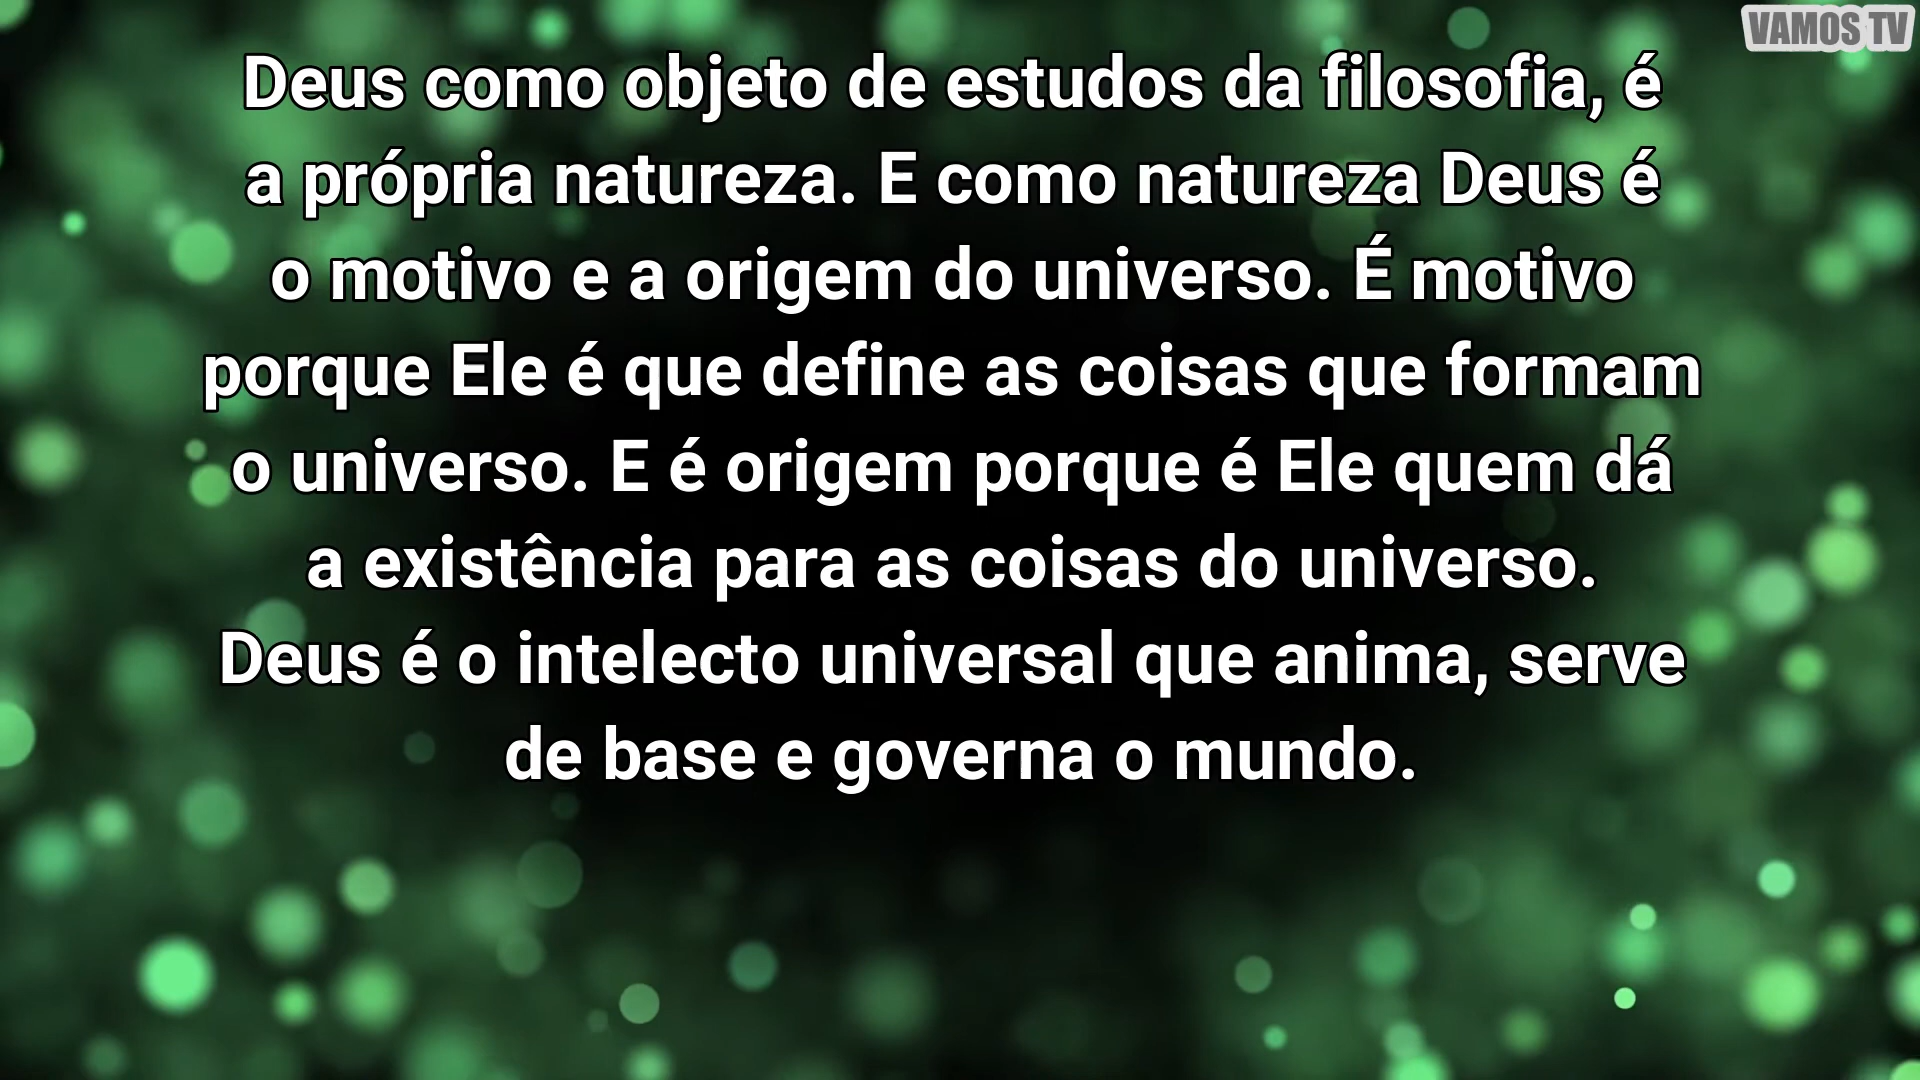 VAMOS TV
Deus como objeto de estudos da filosofia, é
a própria natureza. E como natureza Deus é
o motivo e a origem do universo. É motivo
porque Ele é que define as coisas que formam
o universo. E é origem porque é Ele quem dá
a existência para as coisas do universo.
Deus é o intelecto universal que anima, serve
de base e governa o mundo.